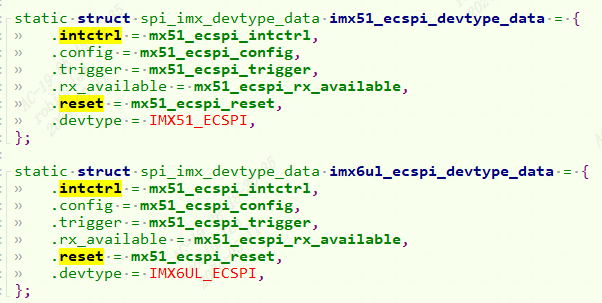 static struct spi_imx_devtype_data imx51_ecspi_devtype_data = {
.intctrl = mx51_ecspi_intctrl,
.config = mx51_ecspi_config,
.trigger = mx51_ecspi_trigger,
.rx_available = mx51_ecspi_rx_available,
.reset = mx51_ecspi_reset,
.devtype = IMX51_ECSPI,
};
static struct spi_imx_devtype_data imx6ul_ecspi_devtype_data = {
.intctrl = mx51_ecspi_intctrl,
.config = mx51_ecspi_config,
.trigger = mx51_ecspi_trigger,
.rx_available = mx51_ecspi_rx_available,
.reset = mx51_ecspi_reset,
.devtype = IMX6UL_ECSPI,
};